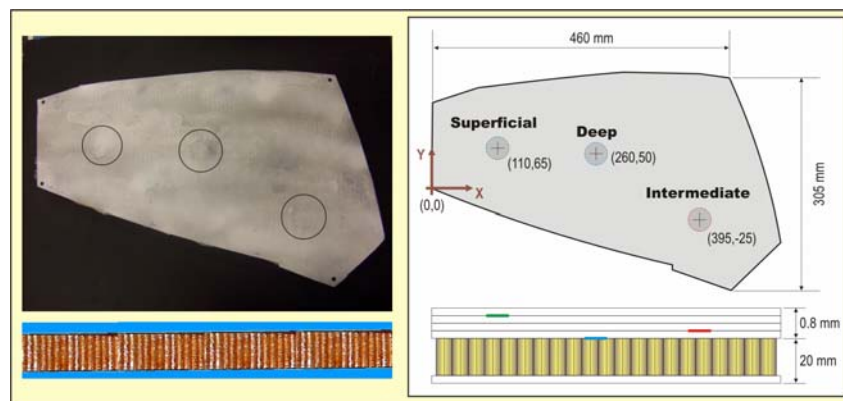 460 mm
Superficial
Deep
(110,65)
(260,50)
Y
X
(0,0)
Intermediate
(395,-25)
305 mm
0.8 mm
20 mm